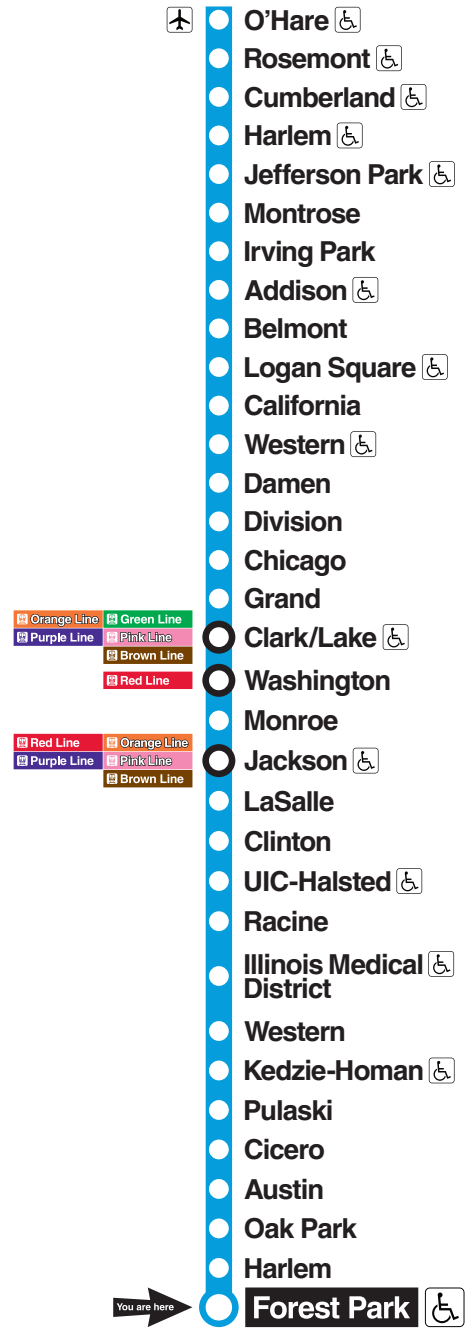 O'Hare
Rosemont
Cumberland
Harlem
Jefferson Park
Montrose
Irving Park
Addison
Belmont
Logan Square
California
Western
Damen
Division
Chicago
Grand
Orange Line Green Line
Purple Line Pink Line
Brown Line
Clark/Lake
Red Line
Washington
Monroe
Red Line Orange Line
Purple Line Pink Line
Brown Line
Jackson
LaSalle
Clinton
UIC-Halsted
Racine
Illinois Medical
District
Western
Kedzie-Homan
Pulaski
Cicero
Austin
Oak Park
Harlem
You are here
Forest Park